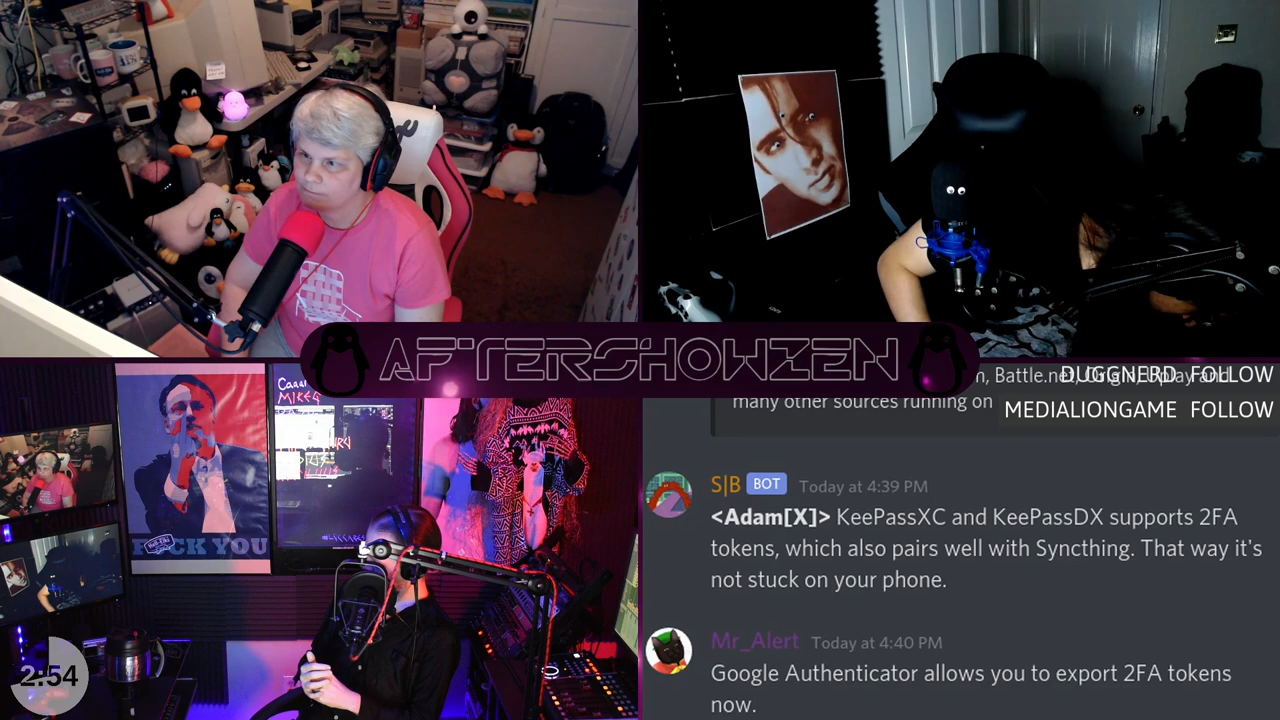 AFTERSHOWZEN
DUGGNERD FOLLOW
many other sources running on
MEDIALIONGAME FOLLOW
S|B BOT Today at 4:39 PM
<Adam[X]> KeePassXC and KeePassDX supports 2FA
tokens, which also pairs well with Syncthing. That way it's
not stuck on your phone.
Mr_Alert Today at 4:40 PM
Google Authenticator allows you to export 2FA tokens
now.
YOU
2:54